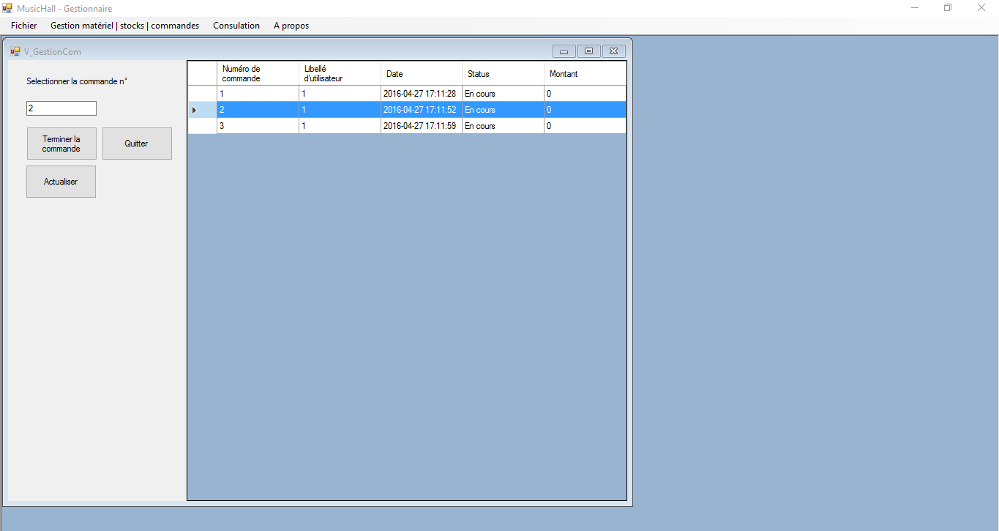 MusicHall - Gestionnaire
Fichier Gestion matériel | stocks | commandes Consulation A propos
V_GestionCom
Selectionner la commande n°
2
Terminer la
commande
Quitter
Actualiser
Numéro de
commande
Libellé
d'utilisateur
Date
Status
Montant
1 1 2016-04-27 17:11:28 En cours 0
2 1 2016-04-27 17:11:52 En cours 0
3 1 2016-04-27 17:11:59 En cours 0